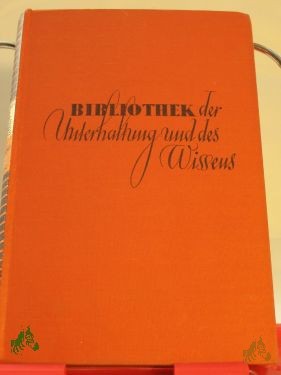 BIBLIOTHEK der
Unterhaltung und des
Wissens